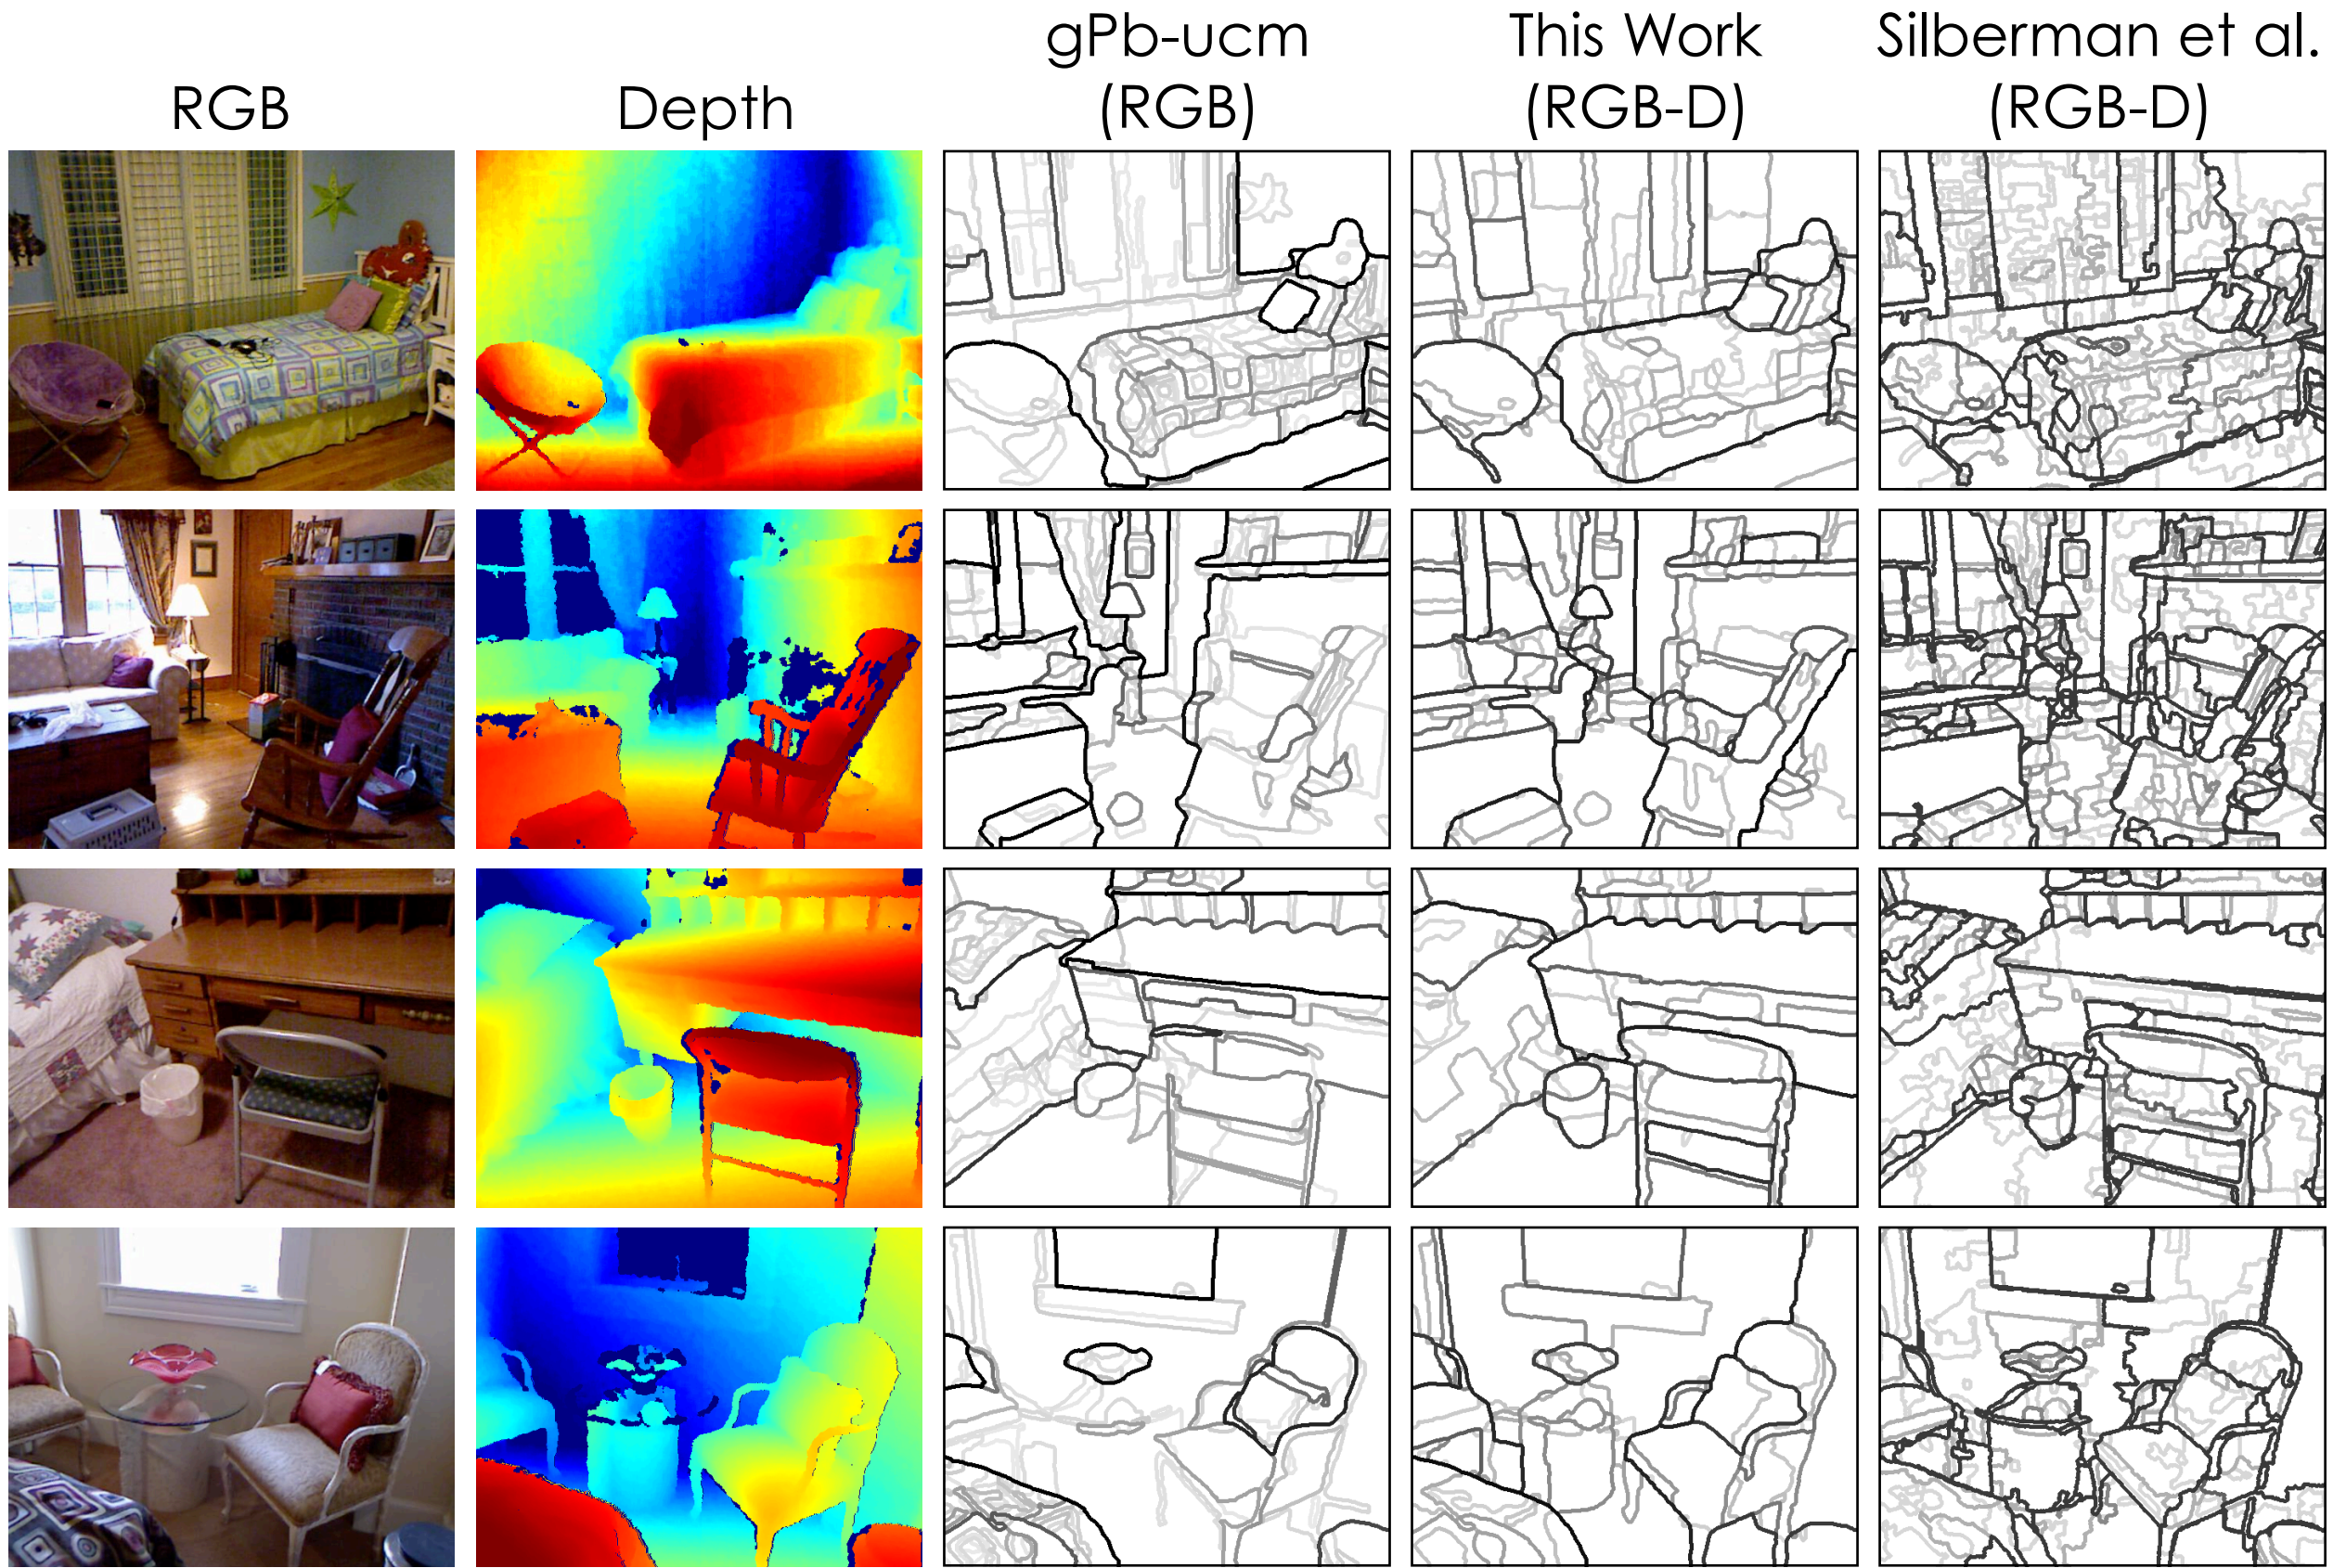 RGB
Depth
gPb-ucm
(RGB)
This Work
(RGB-D)
Silberman et al.
(RGB-D)